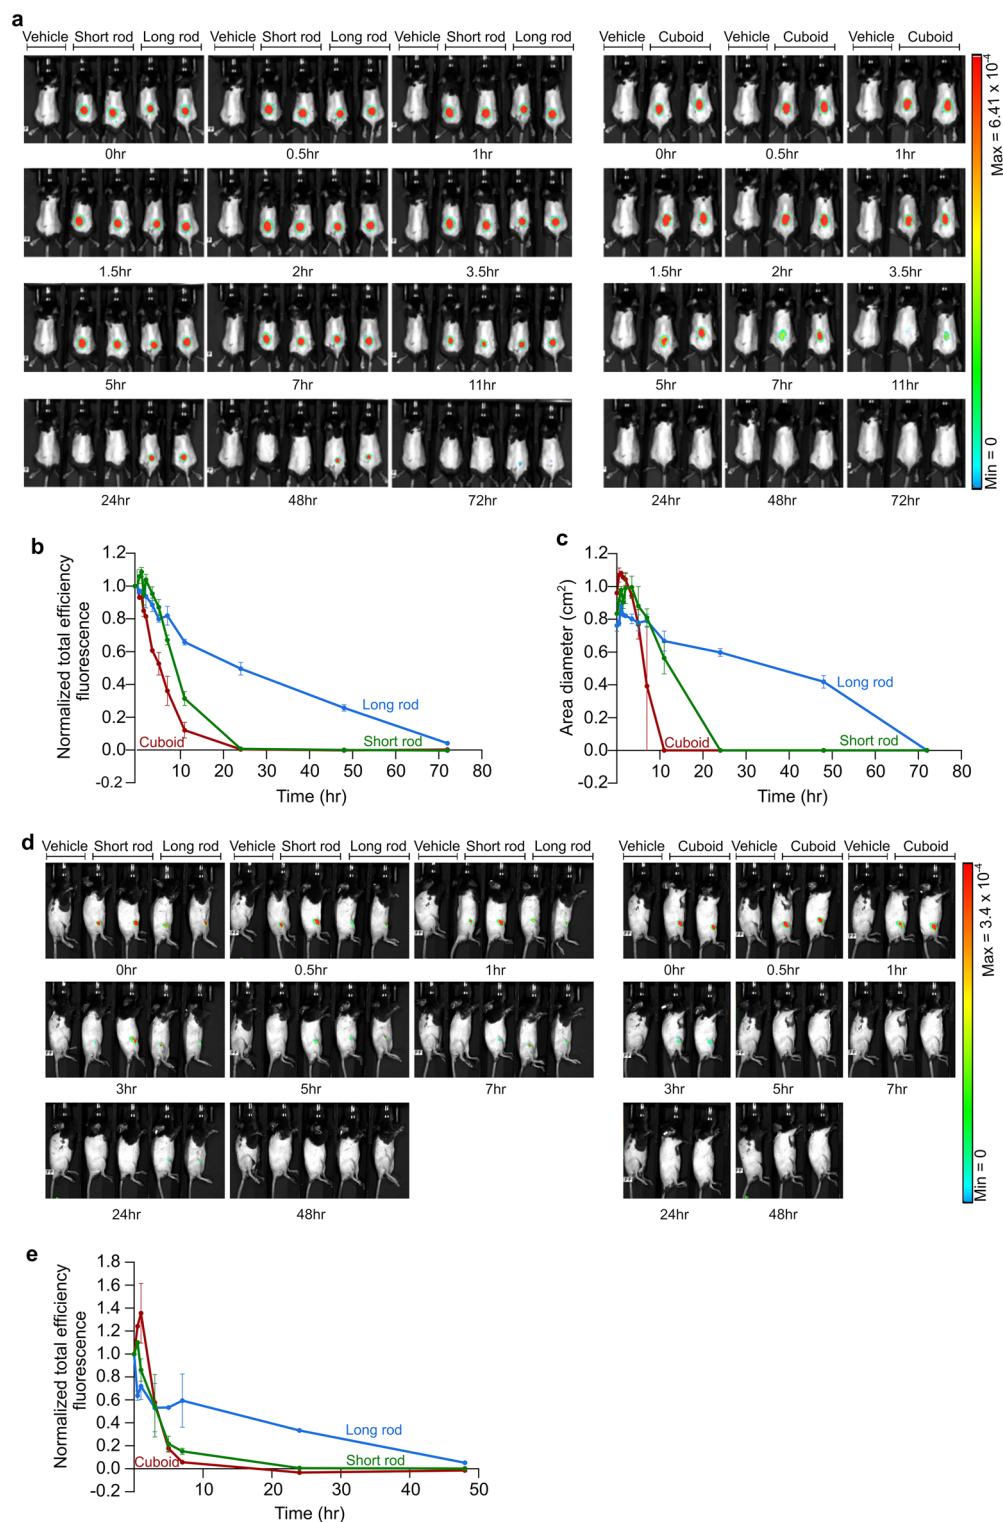 a
Vehicle Short rod Long rod Vehicle Short rod Long rod Vehicle Short rod Long rod Vehicle Cuboid Vehicle Cuboid Vehicle Cuboid
0hr 0.5hr 1hr 0hr 0.5hr 1hr
1.5hr 2hr 3.5hr 1.5hr 2hr 3.5hr
5hr 7hr 11hr 5hr 7hr 11hr
24hr 48hr 72hr 24hr 48hr 72hr
Max = 6.41 x 10-4
Min = 0
b
Normalized total efficiency
fluorescence
1.2
1.0
0.8
0.6
0.4
0.2
0.0
-0.2
Long rod
Cuboid
Short rod
10 20 30 40 50 60 70 80
Time (hr)
c
Area diameter (cm2)
1.2
1.0
0.8
0.6
0.4
0.2
0.0
-0.2
Long rod
Cuboid
Short rod
10 20 30 40 50 60 70 80
Time (hr)
d
Vehicle Short rod Long rod Vehicle Short rod Long rod Vehicle Short rod Long rod Vehicle Cuboid Vehicle Cuboid Vehicle Cuboid
0hr 0.5hr 1hr 0hr 0.5hr 1hr
3hr 5hr 7hr 3hr 5hr 7hr
24hr 48hr 24hr 48hr
Max = 3.4 x 10-4
Min = 0
e
Normalized total efficiency
fluorescence
1.8
1.6
1.4
1.2
1.0
0.8
0.6
0.4
0.2
0.0
-0.2
Long rod
Cuboid
Short rod
10 20 30 40 50
Time (hr)